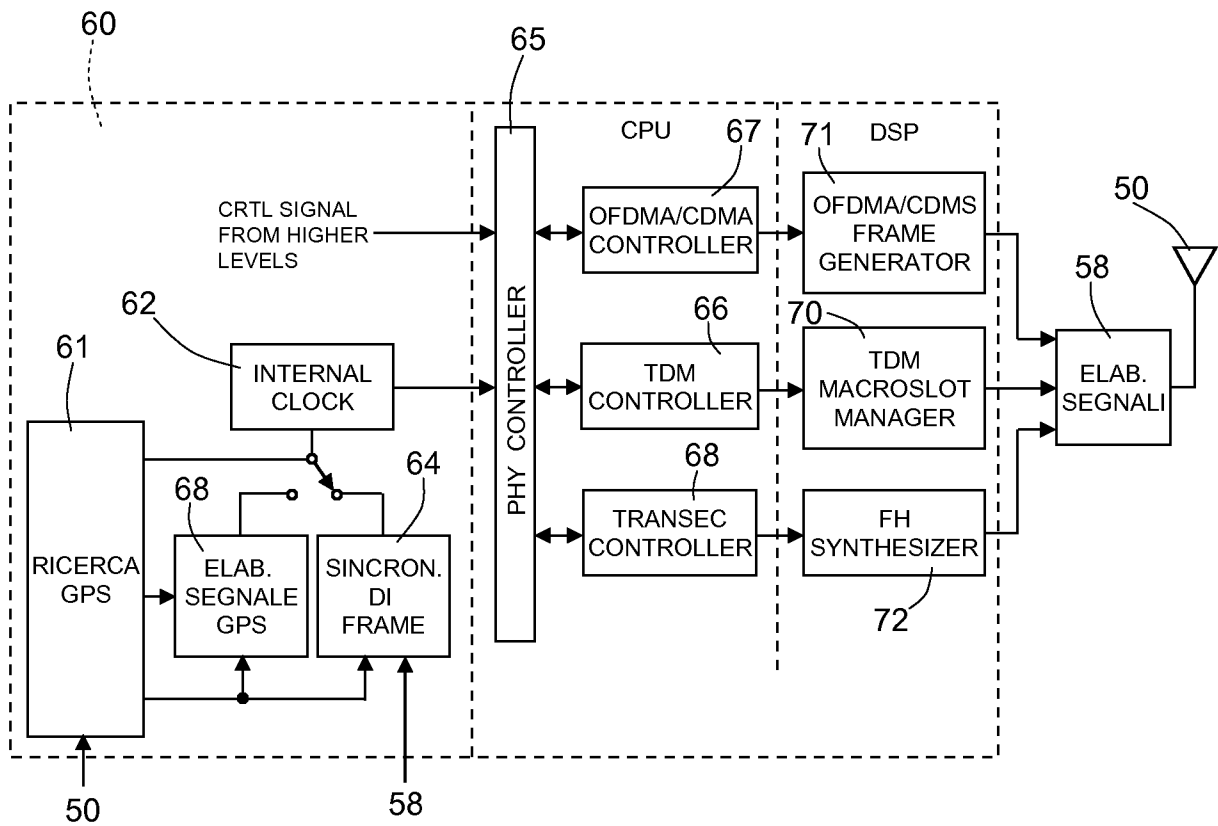 60
65
CPU
DSP
67
71
50
CRTL SIGNAL
FROM HIGHER
LEVELS
OFDMA/CDMA
CONTROLLER
OFDMA/CDMS
FRAME
GENERATOR
58
62
61
INTERNAL
CLOCK
PHY CONTROLLER
66
TDM
CONTROLLER
70
TDM
MACROSLOT
MANAGER
ELAB.
SEGNALI
68
64
RICERCA
GPS
ELAB.
SEGNALE
GPS
SINCRON.
DI
FRAME
68
TRANSEC
CONTROLLER
FH
SYNTHESIZER
72
50
58